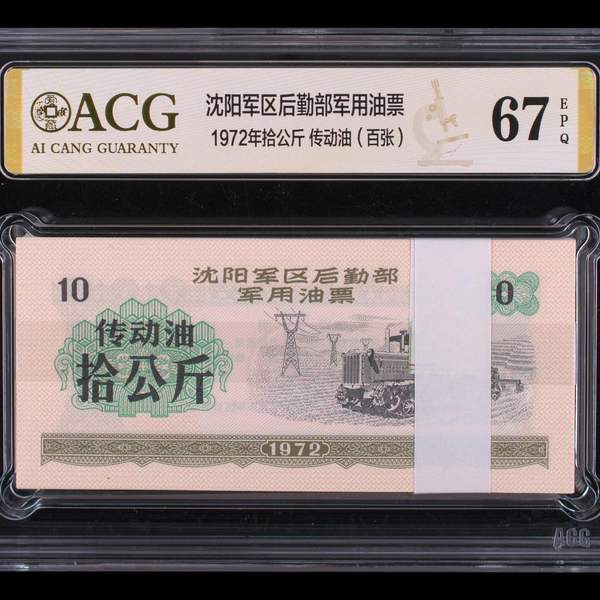 ACG
AI CANG GUARANTY
沈阳军区后勤部军用油票
1972年拾公斤 传动油（百张）
67
EPQ
沈阳军区后勤部
军用油票
10
0
传动油
拾公斤
1972
ACG